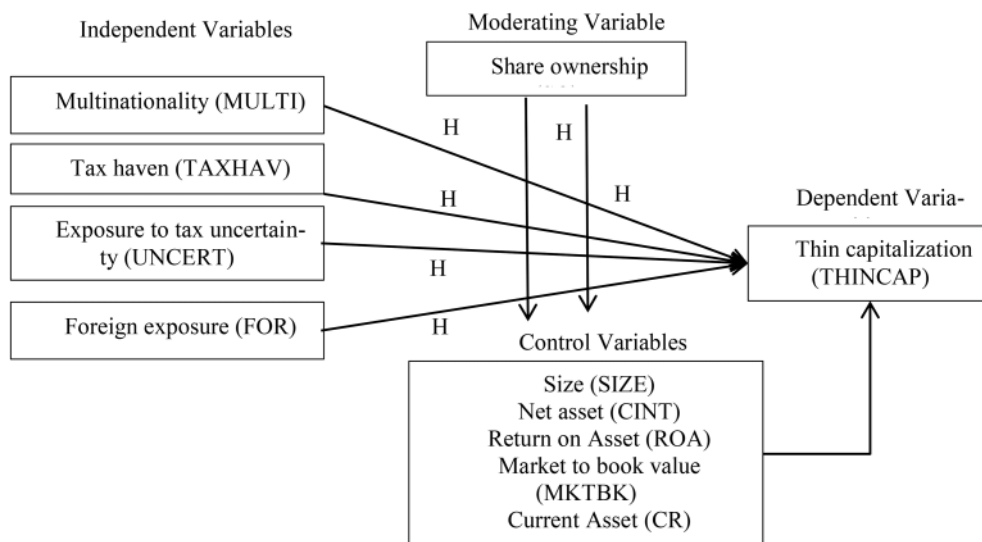 Independent Variables
Moderating Variable
Share ownership
Multinationality (MULTI)
H
H
Tax haven (TAXHAV)
H
H
Dependent Varia-
Exposure to tax uncertain-
ty (UNCERT)
H
Thin capitalization
(THINCAP)
Foreign exposure (FOR)
H
Control Variables
Size (SIZE)
Net asset (CINT)
Return on Asset (ROA)
Market to book value
(MKTBK)
Current Asset (CR)